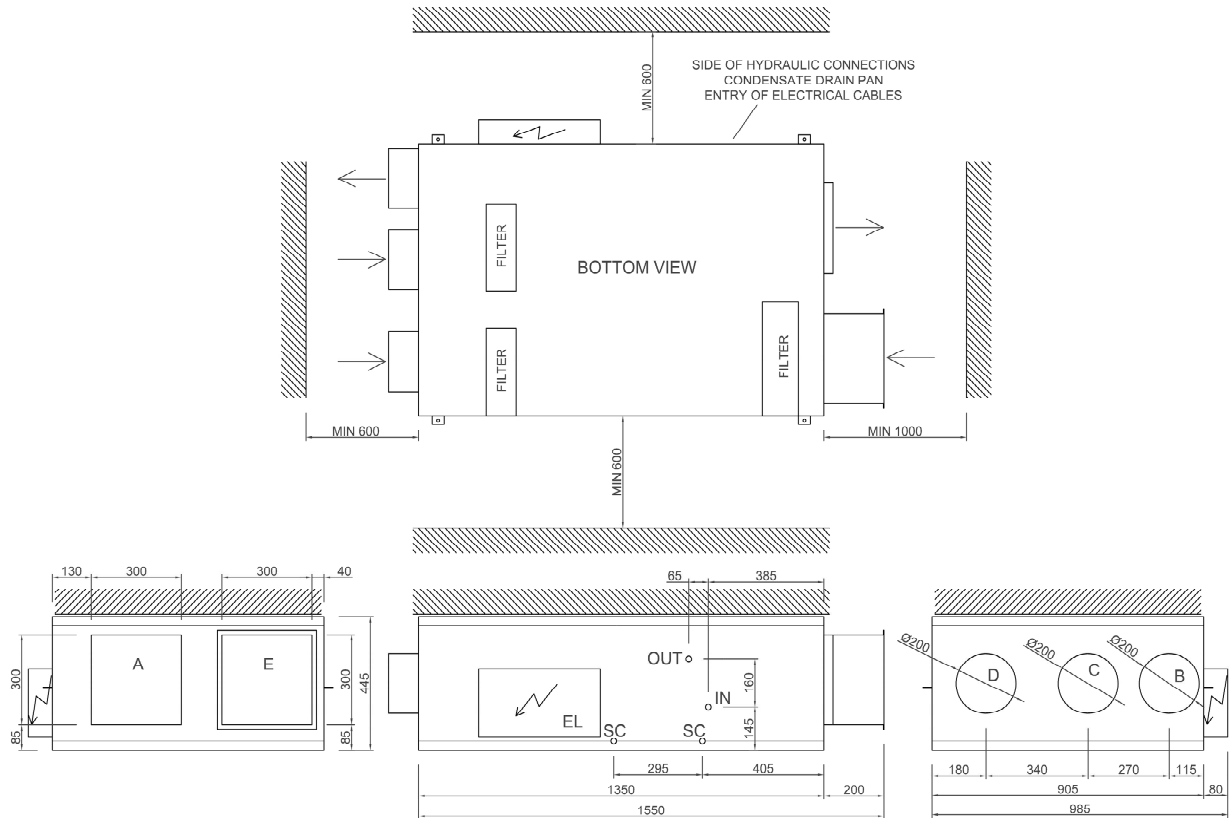 MIN 600
SIDE OF HYDRAULIC CONNECTIONS
CONDENSATE DRAIN PAN
ENTRY OF ELECTRICAL CABLES
FILTER
BOTTOM VIEW
FILTER
FILTER
MIN 600
MIN 1000
MIN 600
130
300
300
40
A
E
300
300
445
85
85
65
385
OUT
160
IN
EL
SC
SC
145
295
405
1350
200
1550
Ø200
Ø200
Ø200
D
C
B
180
340
270
115
905
80
985